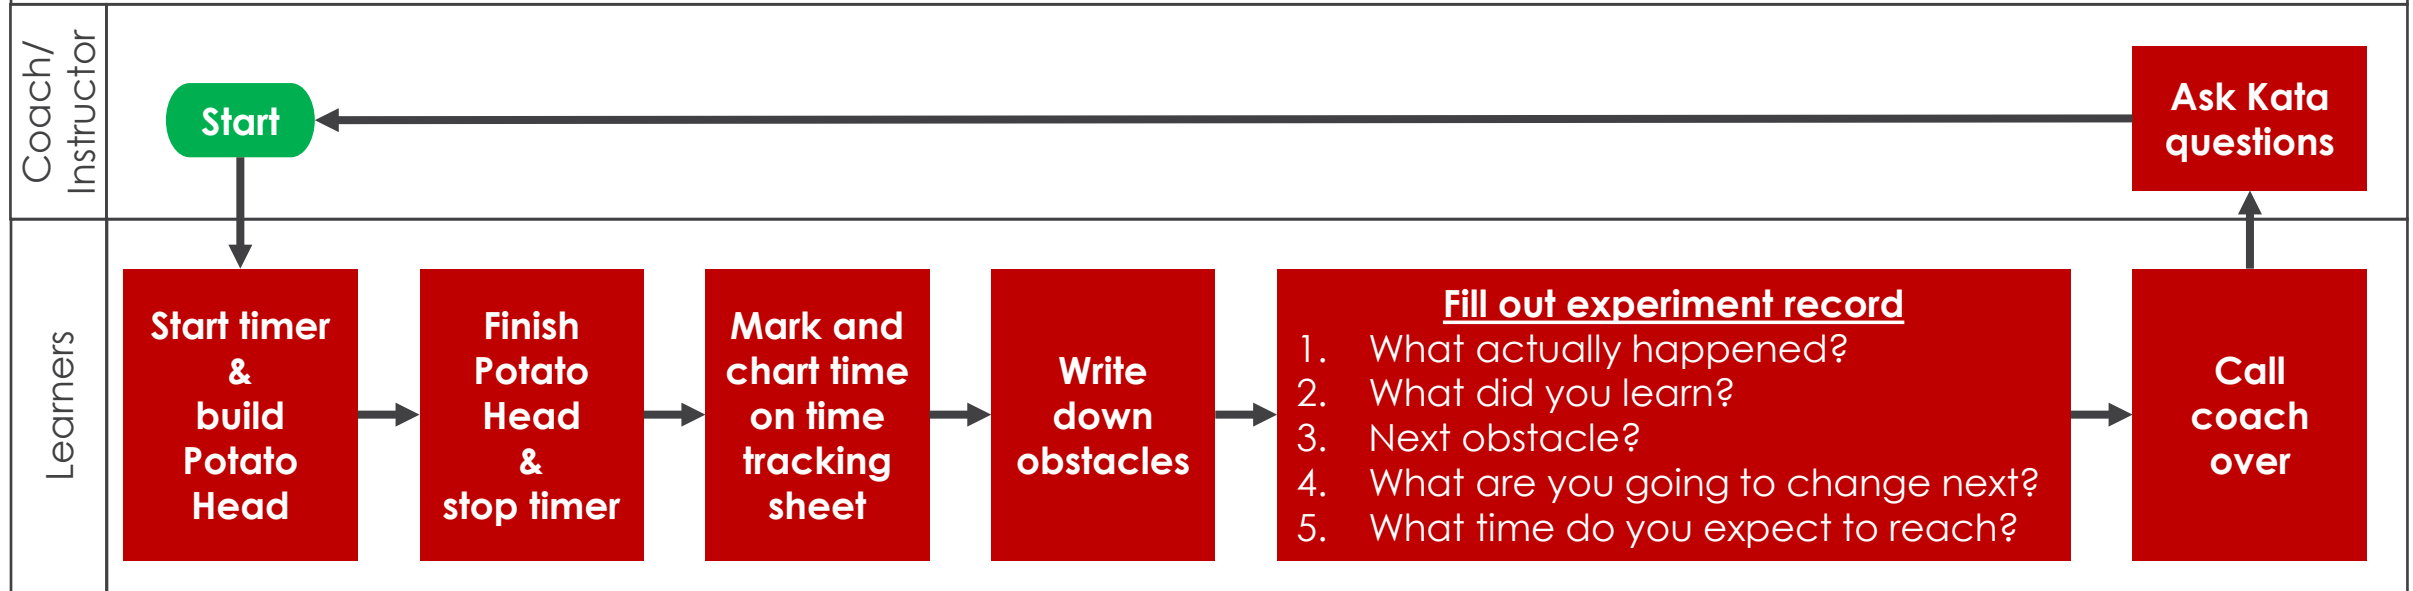 Coach/
Instructor
Start
Ask Kata
questions
Learners
Start timer
&
build
Potato
Head
Finish
Potato
Head
&
stop timer
Mark and
chart time
on time
tracking
sheet
Write
down
obstacles
Fill out experiment record
1. What actually happened?
2. What did you learn?
3. Next obstacle?
4. What are you going to change next?
5. What time do you expect to reach?
Call
coach
over